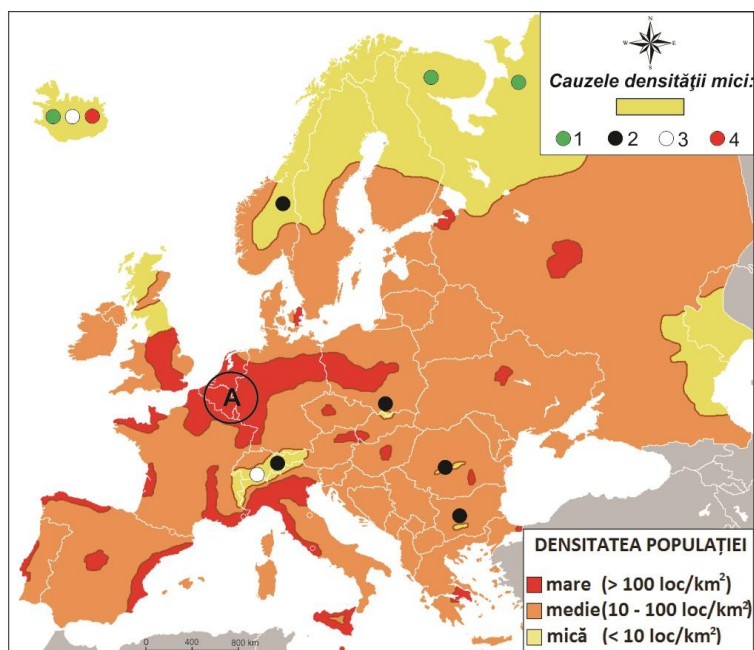 N
W E
S
Cauzele densității mici:
1 2 3 4
A
DENSITATEA POPULAȚIEI
mare (> 100 loc/km²)
medie(10 - 100 loc/km²)
mică (< 10 loc/km²)
0 400 800 km